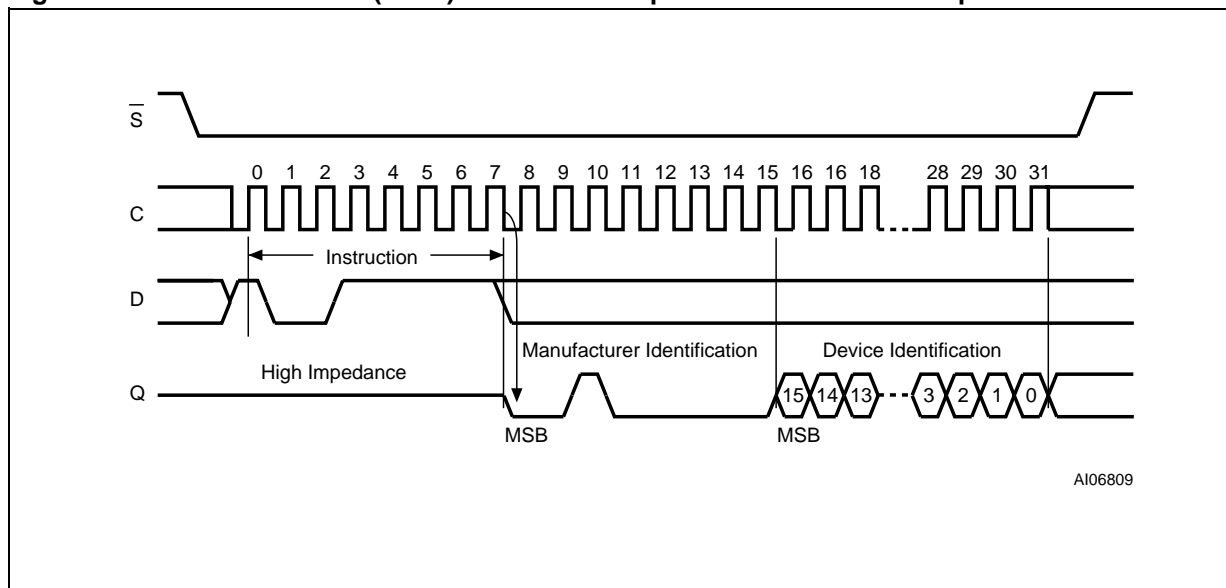 S
0 1 2 3 4 5 6 7 8 9 10 11 12 13 14 15 16 16 18 28 29 30 31
C
Instruction
D
Manufacturer Identification Device Identification
High Impedance
Q 15 14 13 3 2 1 0
MSB MSB
AI06809